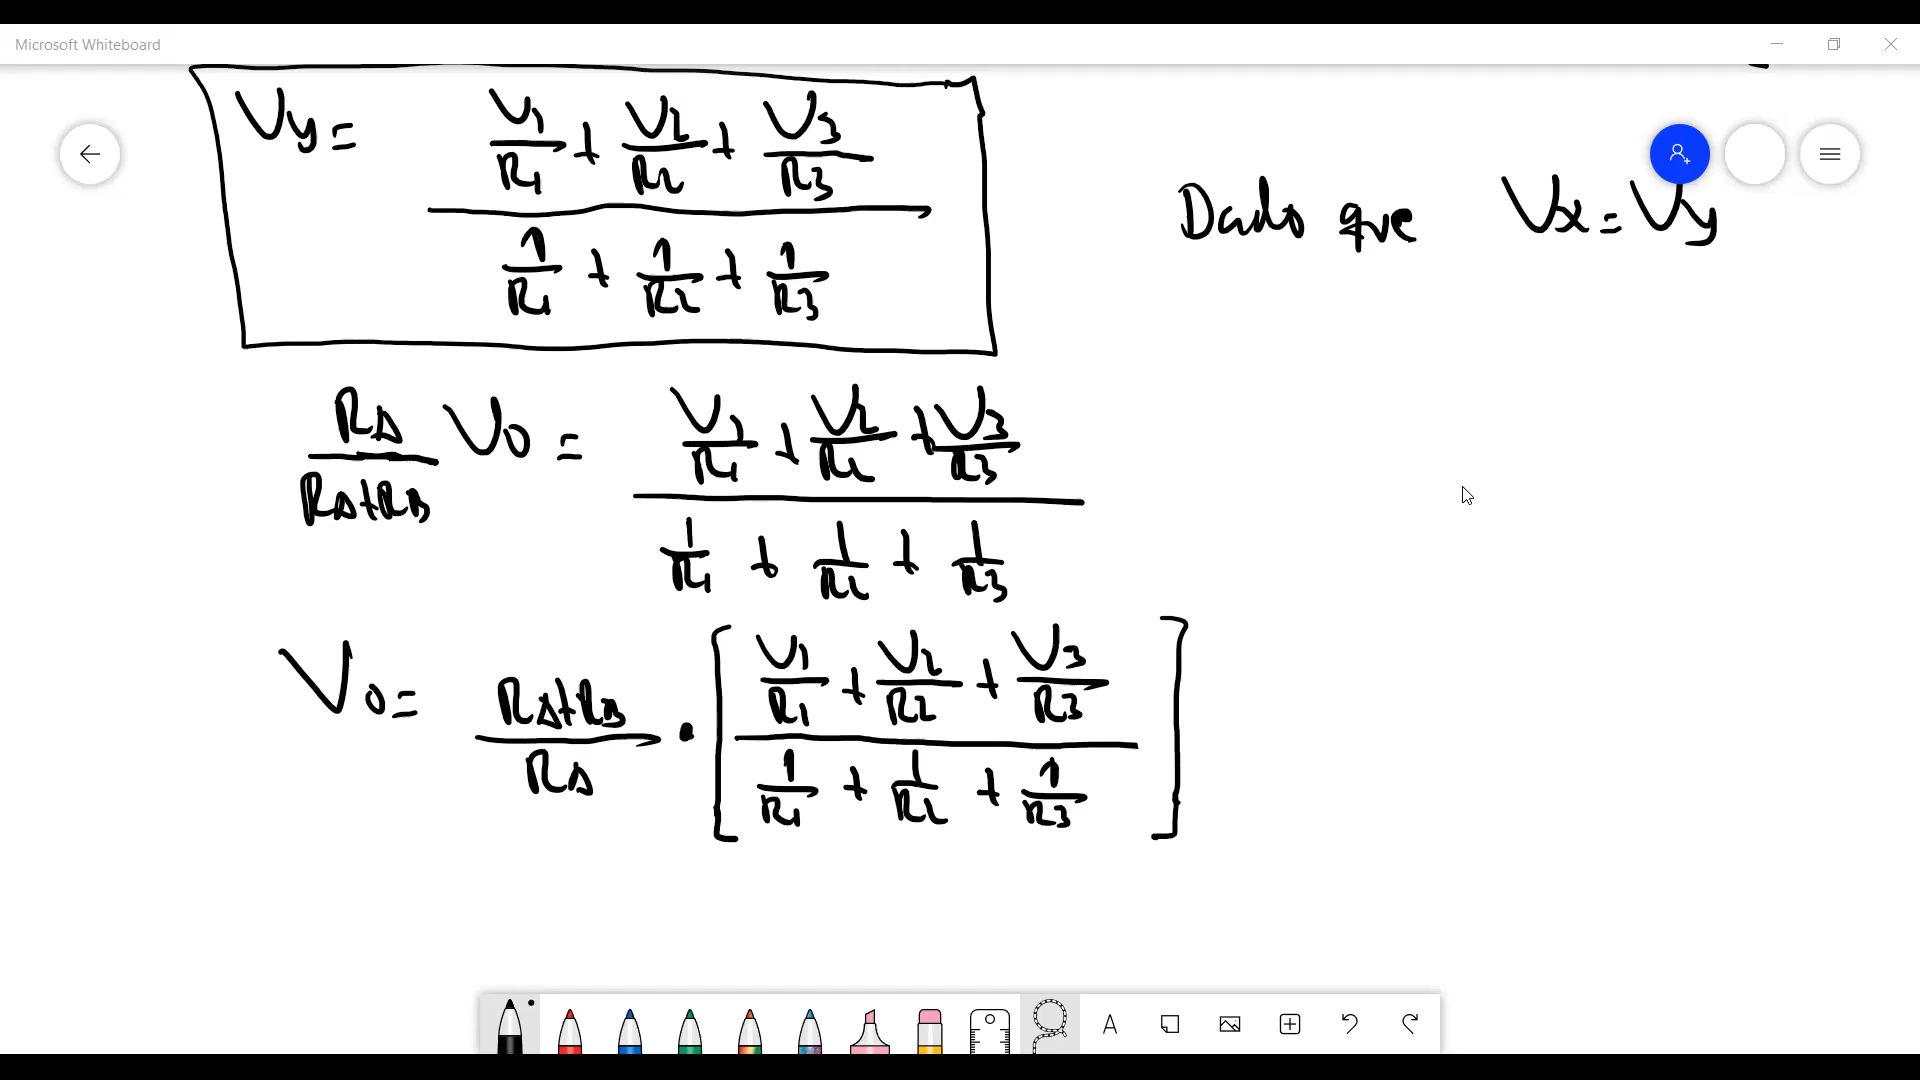 Microsoft Whiteboard
Vy = (V1/R1 + V2/R2 + V3/R3) / (1/R1 + 1/R2 + 1/R3)
Dado que Vx = Vy
RA/(RA+RB) V0 = (V1/R1 + V2/R2 + V3/R3) / (1/R1 + 1/R2 + 1/R3)
V0 = (RA+RB)/RA · [(V1/R1 + V2/R2 + V3/R3) / (1/R1 + 1/R2 + 1/R3)]
A